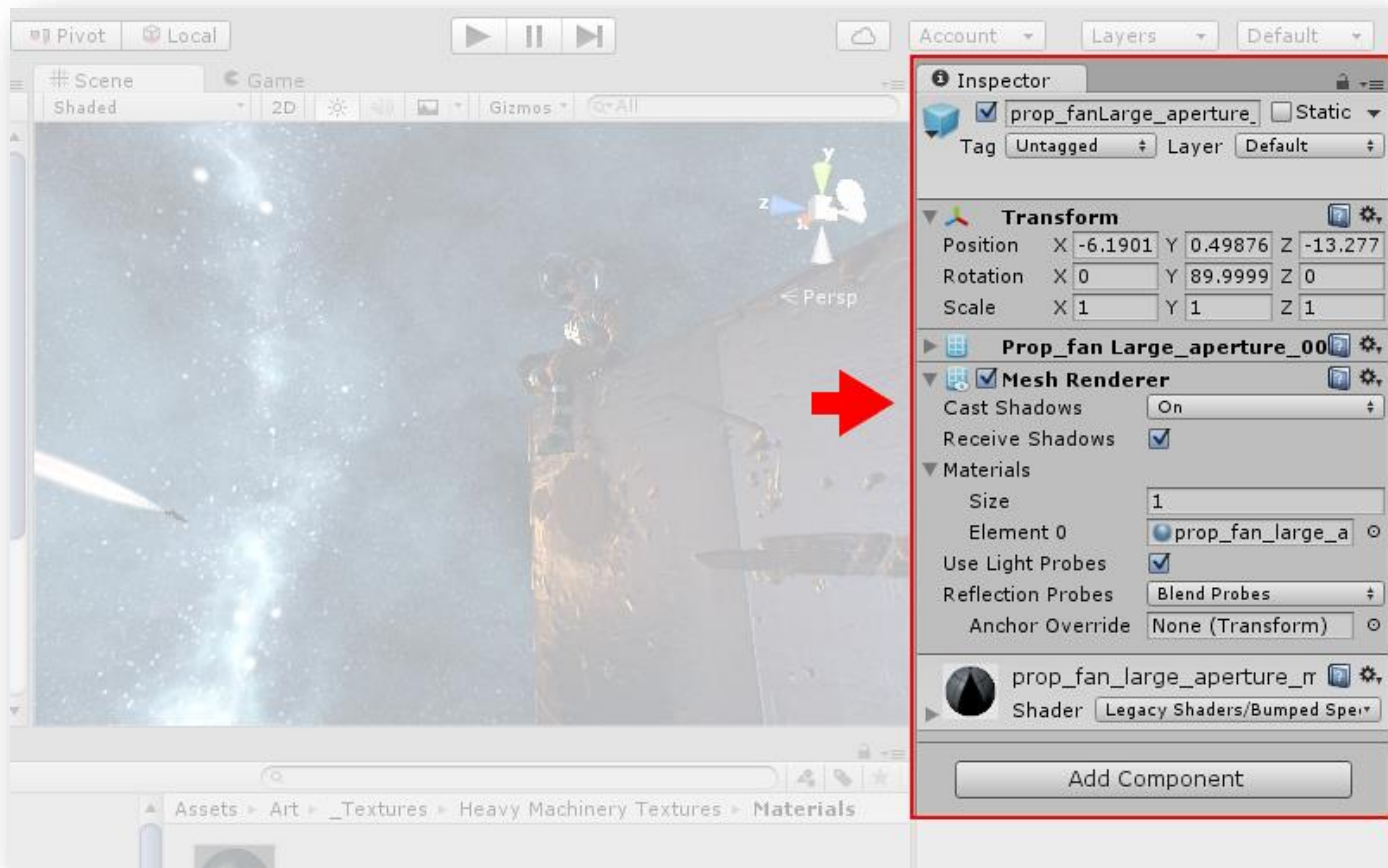 Pivot Local Account Layers Default
Scene Game
Shaded 2D Gizmos All
y
z
x
Persp
Inspector
prop_fanLarge_aperture_ Static
Tag Untagged Layer Default
Transform
Position X -6.1901 Y 0.49876 Z -13.277
Rotation X 0 Y 89.9999 Z 0
Scale X 1 Y 1 Z 1
Prop_fan Large_aperture_00
Mesh Renderer
Cast Shadows On
Receive Shadows
Materials
Size 1
Element 0 prop_fan_large_a
Use Light Probes
Reflection Probes Blend Probes
Anchor Override None (Transform)
prop_fan_large_aperture_m
Shader Legacy Shaders/Bumped Spe
Add Component
Assets Art _Textures Heavy Machinery Textures Materials